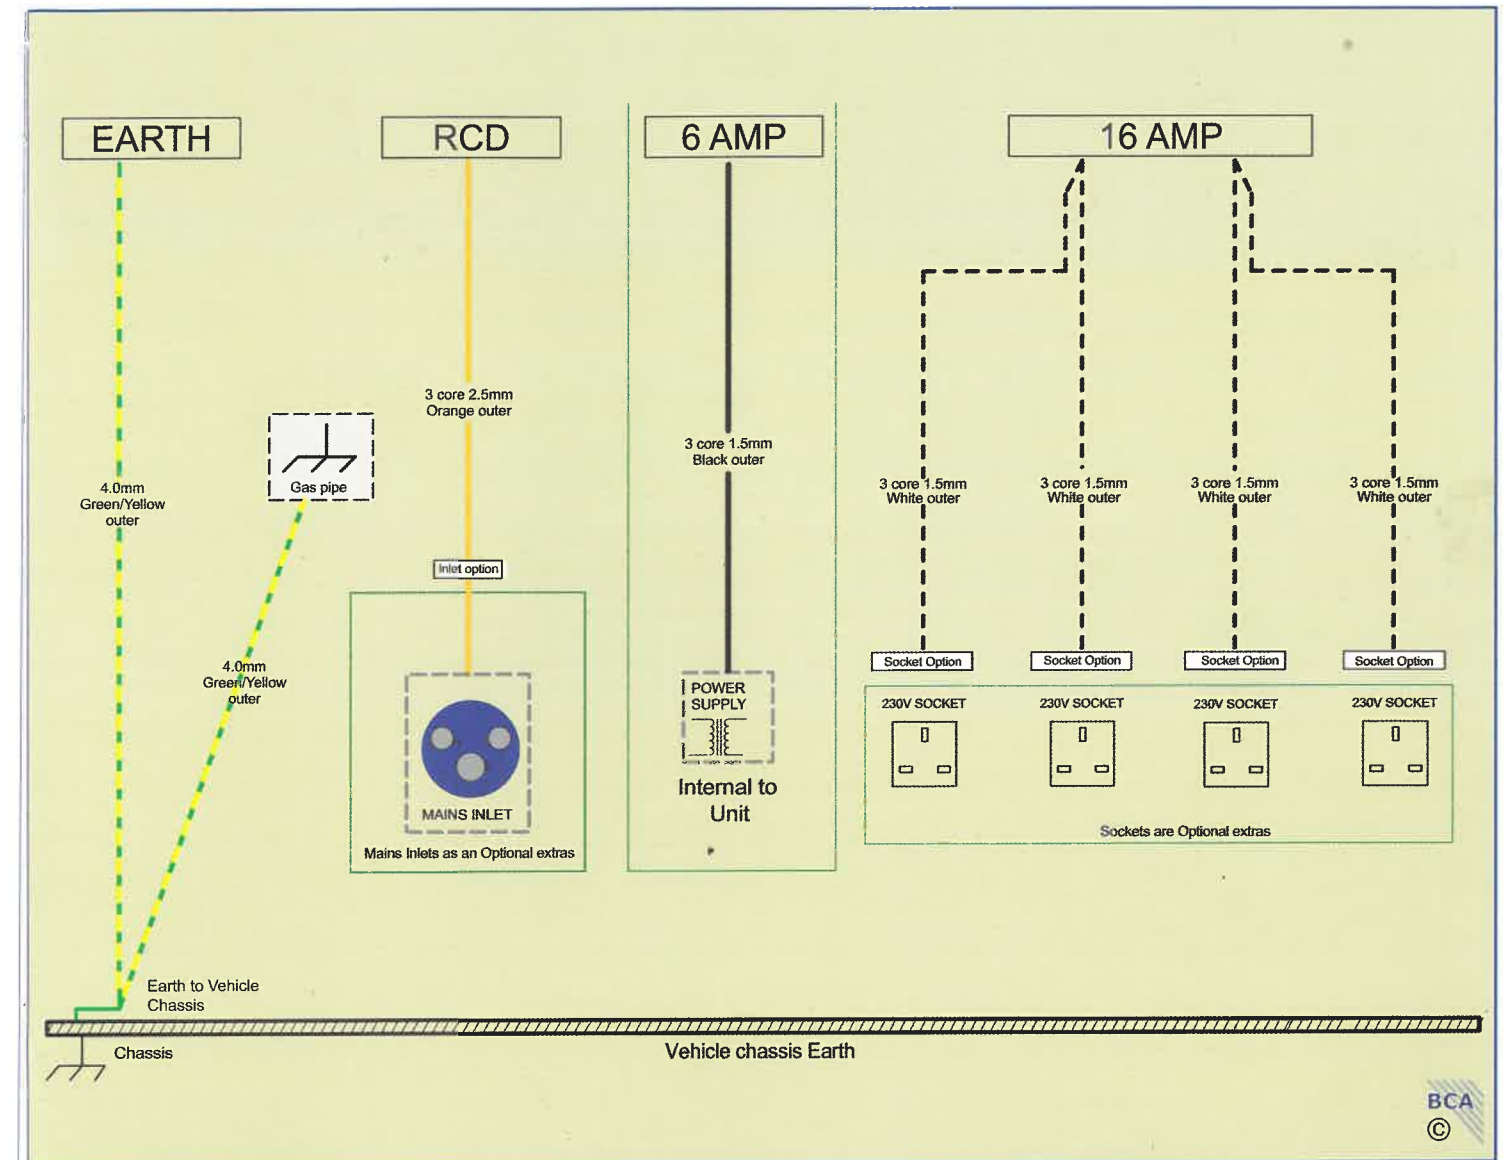 EARTH
RCD
6 AMP
16 AMP
3 core 2.5mm
Orange outer
3 core 1.5mm
Black outer
4.0mm
Green/Yellow
outer
Gas pipe
3 core 1.5mm
White outer
3 core 1.5mm
White outer
3 core 1.5mm
White outer
3 core 1.5mm
White outer
Inlet option
4.0mm
Green/Yellow
outer
Socket Option
Socket Option
Socket Option
Socket Option
POWER
SUPPLY
230V SOCKET
230V SOCKET
230V SOCKET
230V SOCKET
Internal to
Unit
MAINS INLET
Mains Inlets as an Optional extras
Sockets are Optional extras
Earth to Vehicle
Chassis
Chassis
Vehicle chassis Earth
BCA
©